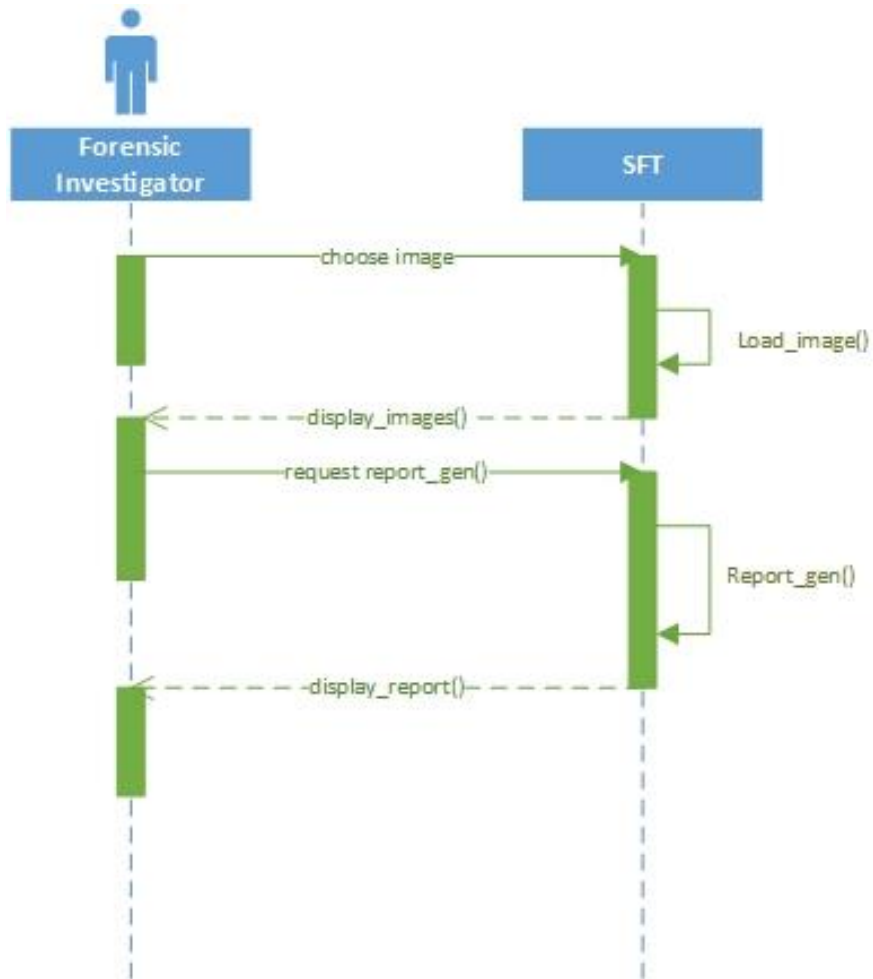 Forensic
Investigator
SFT
choose image
Load_image()
display_images()
request report_gen()
Report_gen()
display_report()